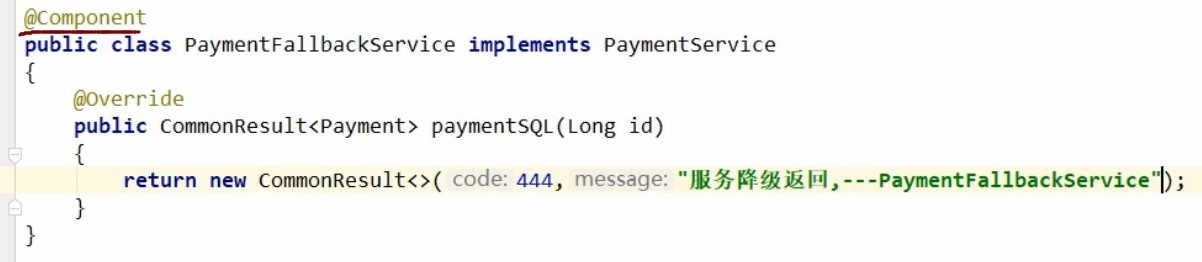 @Component
public class PaymentFallbackService implements PaymentService
{
    @Override
    public CommonResult<Payment> paymentSQL(Long id)
    {
        return new CommonResult<>( code: 444, message: "服务降级返回,---PaymentFallbackService");
    }
}